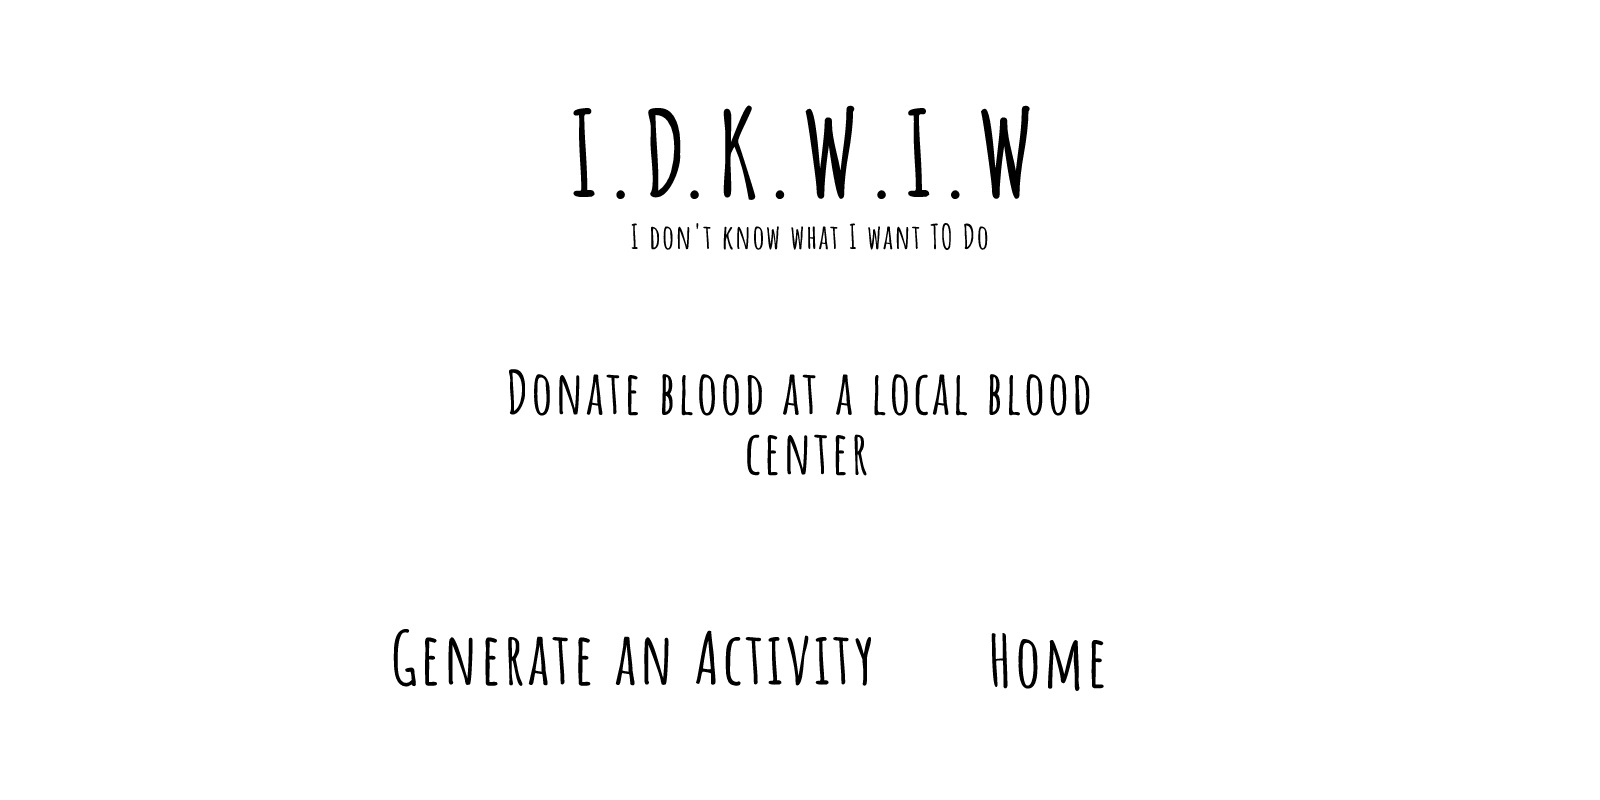 I.D.K.W.I.W
I don't know what I want TO Do
Donate blood at a local blood
center
Generate an Activity
Home